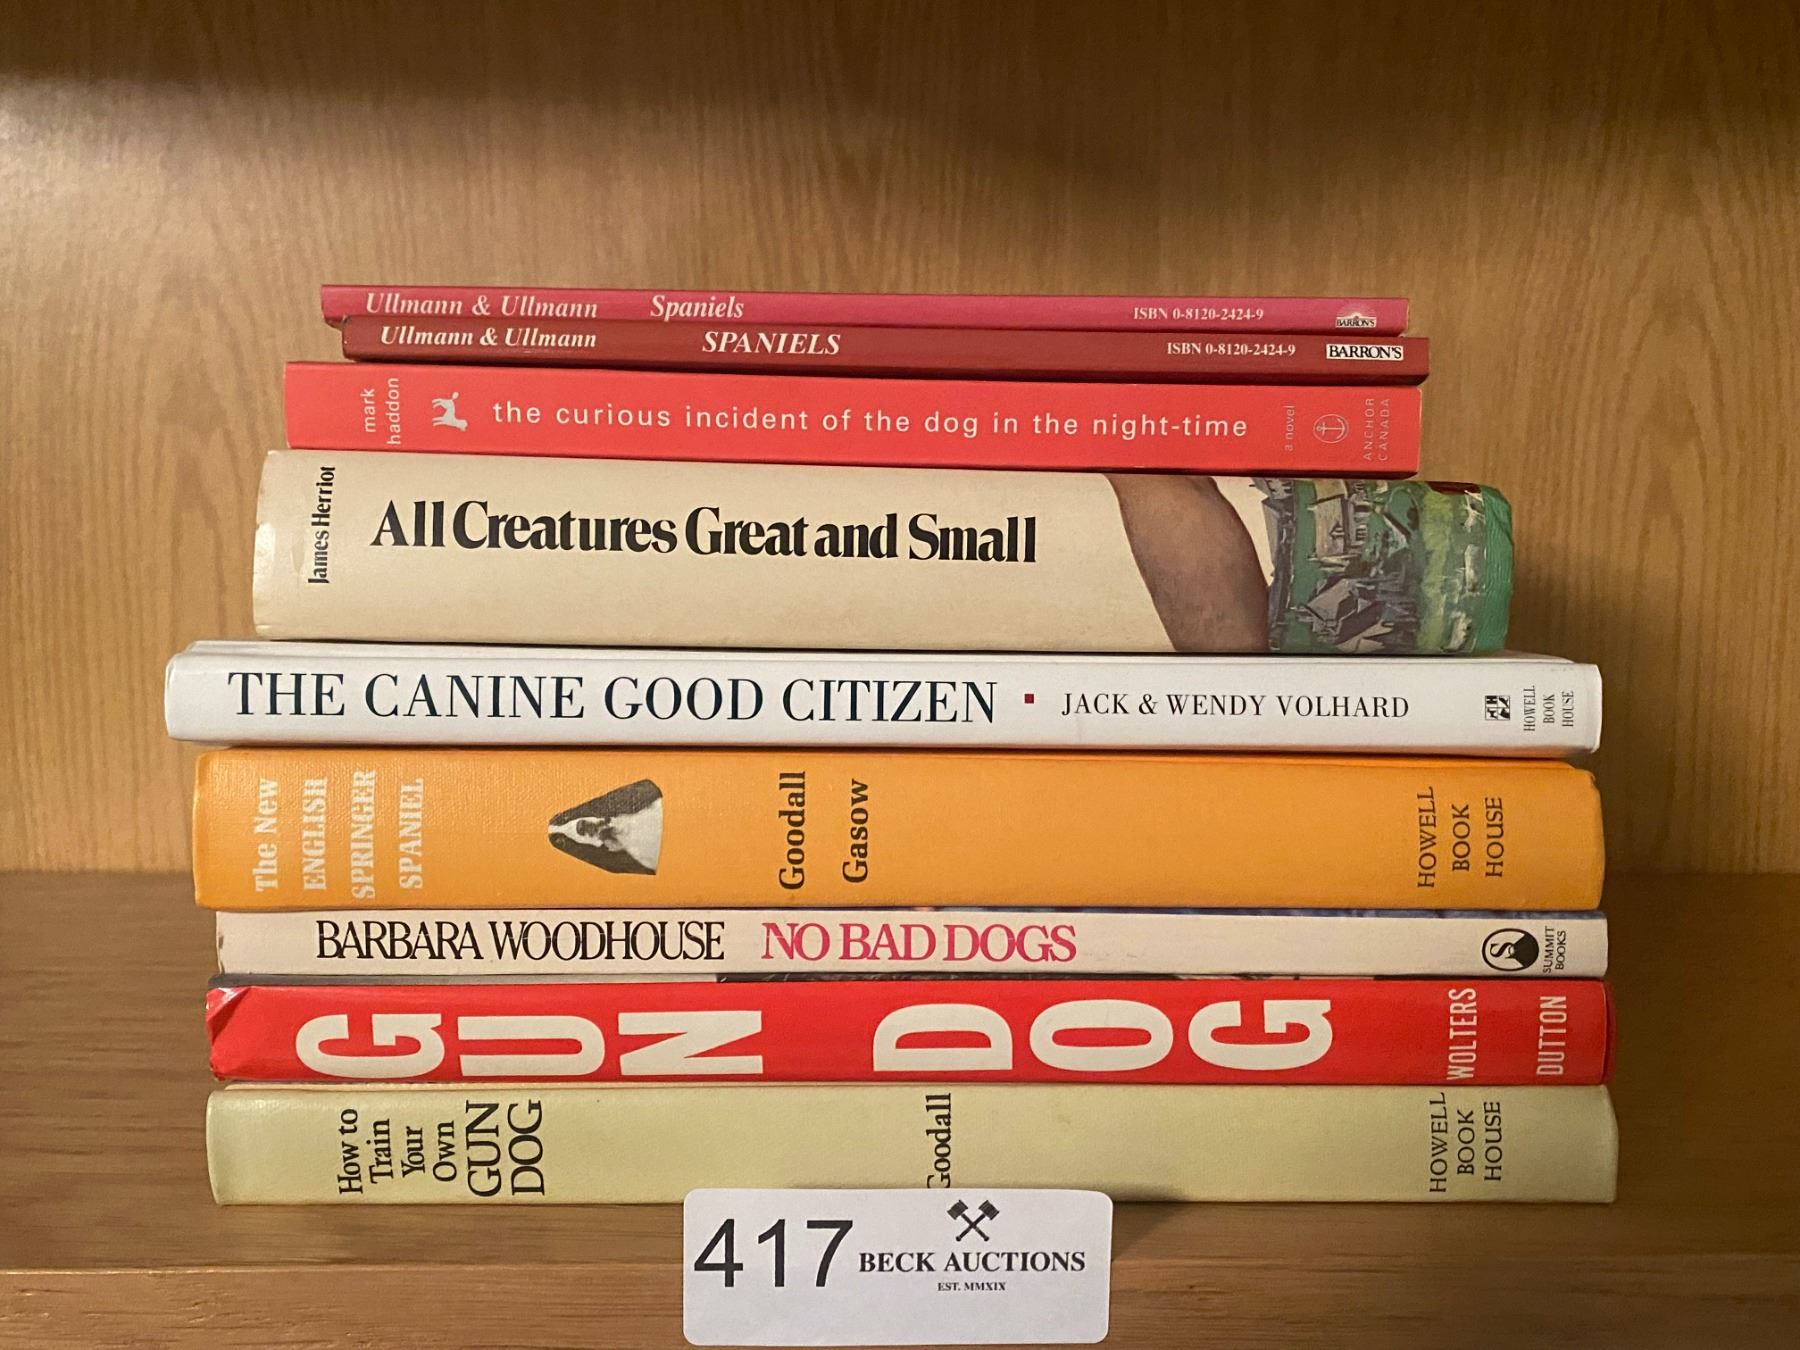 Ullmann & Ullmann Spaniels ISBN 0-8120-2424-9 BARRON'S
Ullmann & Ullmann SPANIELS ISBN 0-8120-2424-9 BARRON'S
mark
haddon
the curious incident of the dog in the night-time
a novel
ANCHOR
CANADA
James Herriot
All Creatures Great and Small
THE CANINE GOOD CITIZEN ▪ JACK & WENDY VOLHARD
HOWELL
BOOK
HOUSE
The New
ENGLISH
SPRINGER
SPANIEL
Goodall
Gasow
HOWELL
BOOK
HOUSE
BARBARA WOODHOUSE NO BAD DOGS
S
SUMMIT
BOOKS
GUN DOG
WOLTERS
DUTTON
How to
Train
Your
Own
GUN
DOG
Goodall
HOWELL
BOOK
HOUSE
417
BECK AUCTIONS
EST. MMXIX